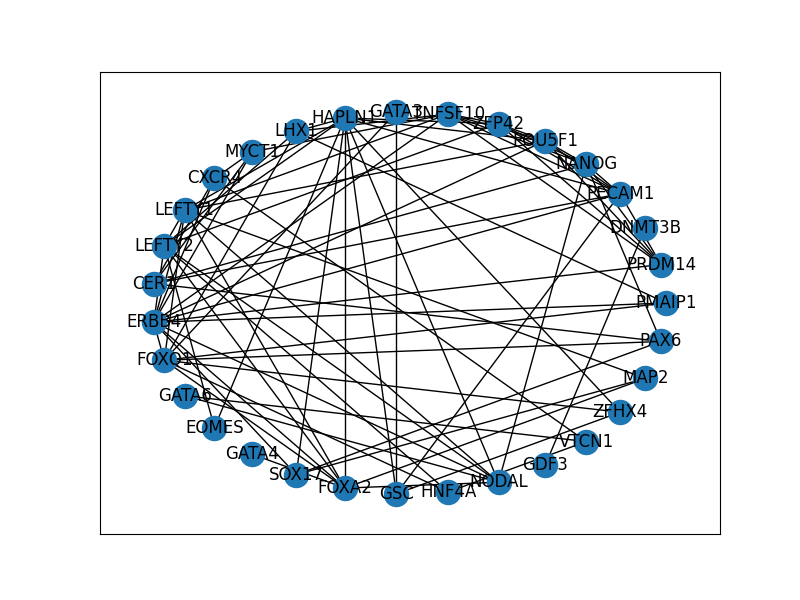 GATA3
TNFSF10
HAPLN1
ZFP42
LHX1
POU5F1
MYCT1
NANOG
CXCR4
PECAM1
LEFTY1
DNMT3B
LEFTY2
PRDM14
CER1
PMAIP1
ERBB4
PAX6
FOXO1
MAP2
GATA6
ZFHX4
EOMES
VTCN1
GATA4
GDF3
SOX17
NODAL
FOXA2
HNF4A
GSC